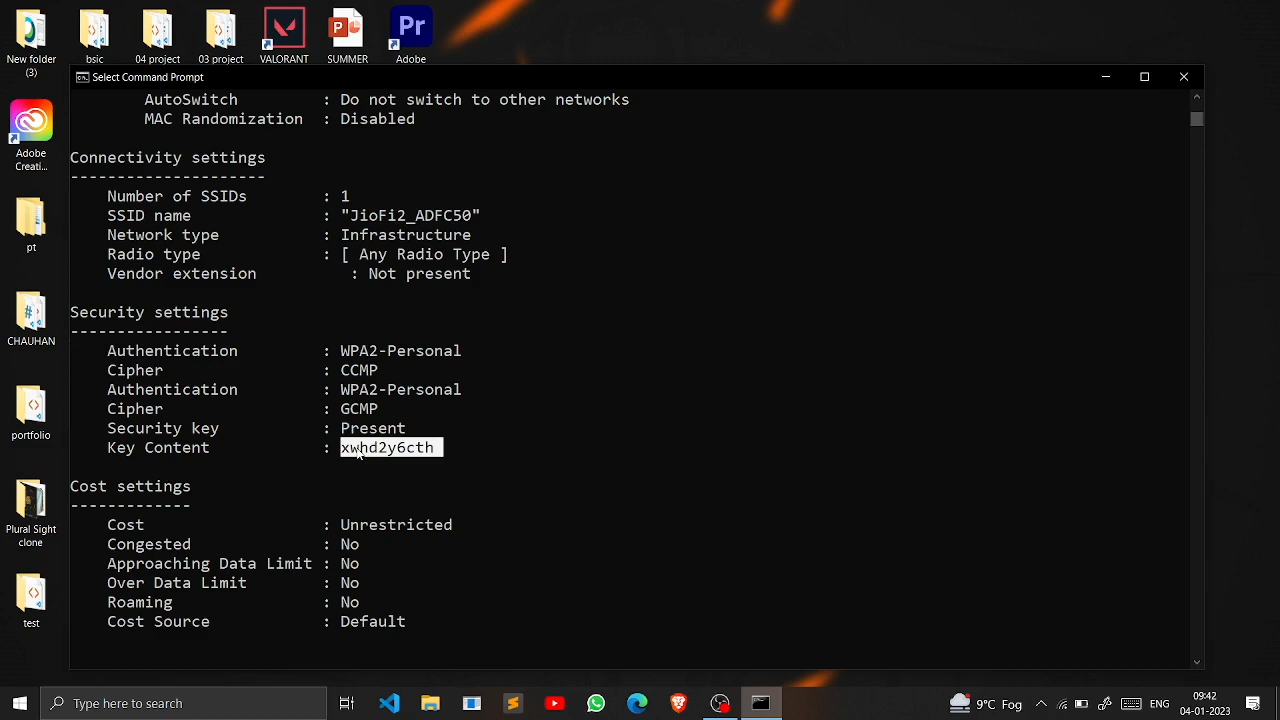 New folder (3)
bsic
04 project
03 project
VALORANT
SUMMER
Pr
Adobe
Select Command Prompt
AutoSwitch : Do not switch to other networks
MAC Randomization : Disabled
Adobe Creati...
Connectivity settings
---------------------
Number of SSIDs : 1
SSID name : "JioFi2_ADFC50"
Network type : Infrastructure
Radio type : [ Any Radio Type ]
Vendor extension : Not present
pt
Security settings
-----------------
CHAUHAN
Authentication : WPA2-Personal
Cipher : CCMP
Authentication : WPA2-Personal
Cipher : GCMP
Security key : Present
Key Content : xwhd2y6cth
portfolio
Cost settings
-------------
Cost : Unrestricted
Congested : No
Approaching Data Limit : No
Over Data Limit : No
Roaming : No
Cost Source : Default
Plural Sight clone
test
Type here to search
9°C Fog
ENG
09:42
04-01-2023